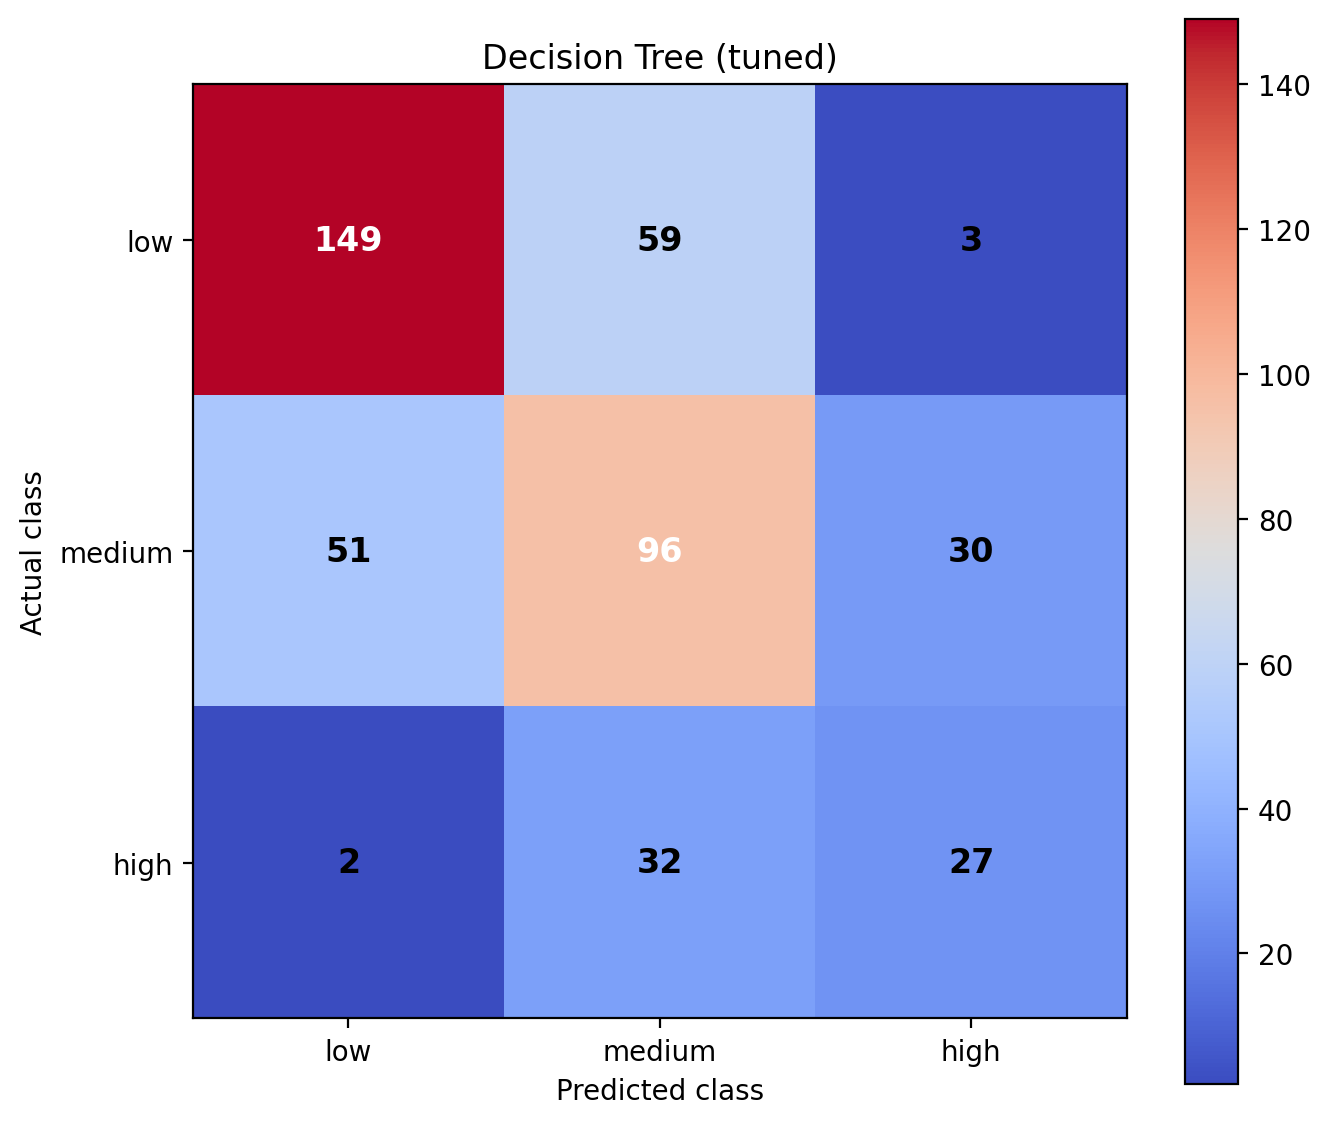 Decision Tree (tuned)
149 59 3
51 96 30
2 32 27
low
medium
high
Actual class
low medium high
Predicted class
140
120
100
80
60
40
20